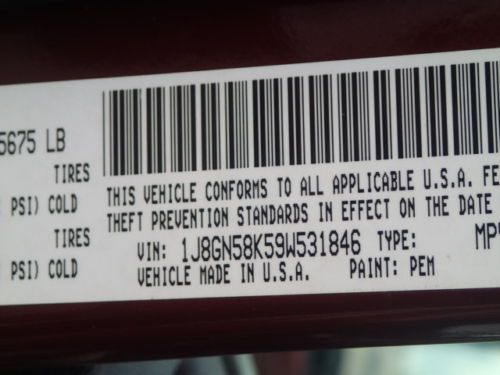 5675 LB
TIRES
PSI) COLD
TIRES
PSI) COLD
THIS VEHICLE CONFORMS TO ALL APPLICABLE U.S.A. FE
THEFT PREVENTION STANDARDS IN EFFECT ON THE DATE
VIN: 1J8GN58K59W531846 TYPE: MP
VEHICLE MADE IN U.S.A. PAINT: PEM